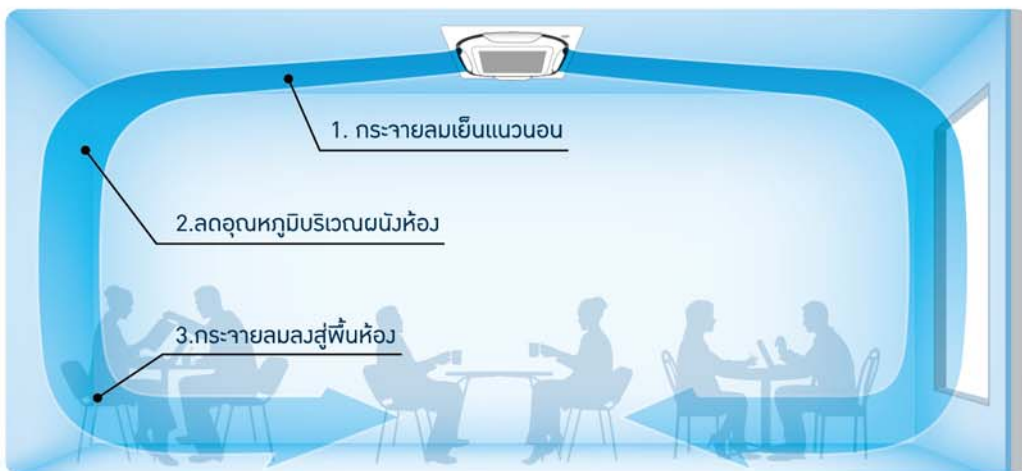 1. กระจายลมเย็นแนวนอน
2.ลดอุณหภูมิบริเวณผนังห้อง
3.กระจายลมลงสู่พื้นห้อง